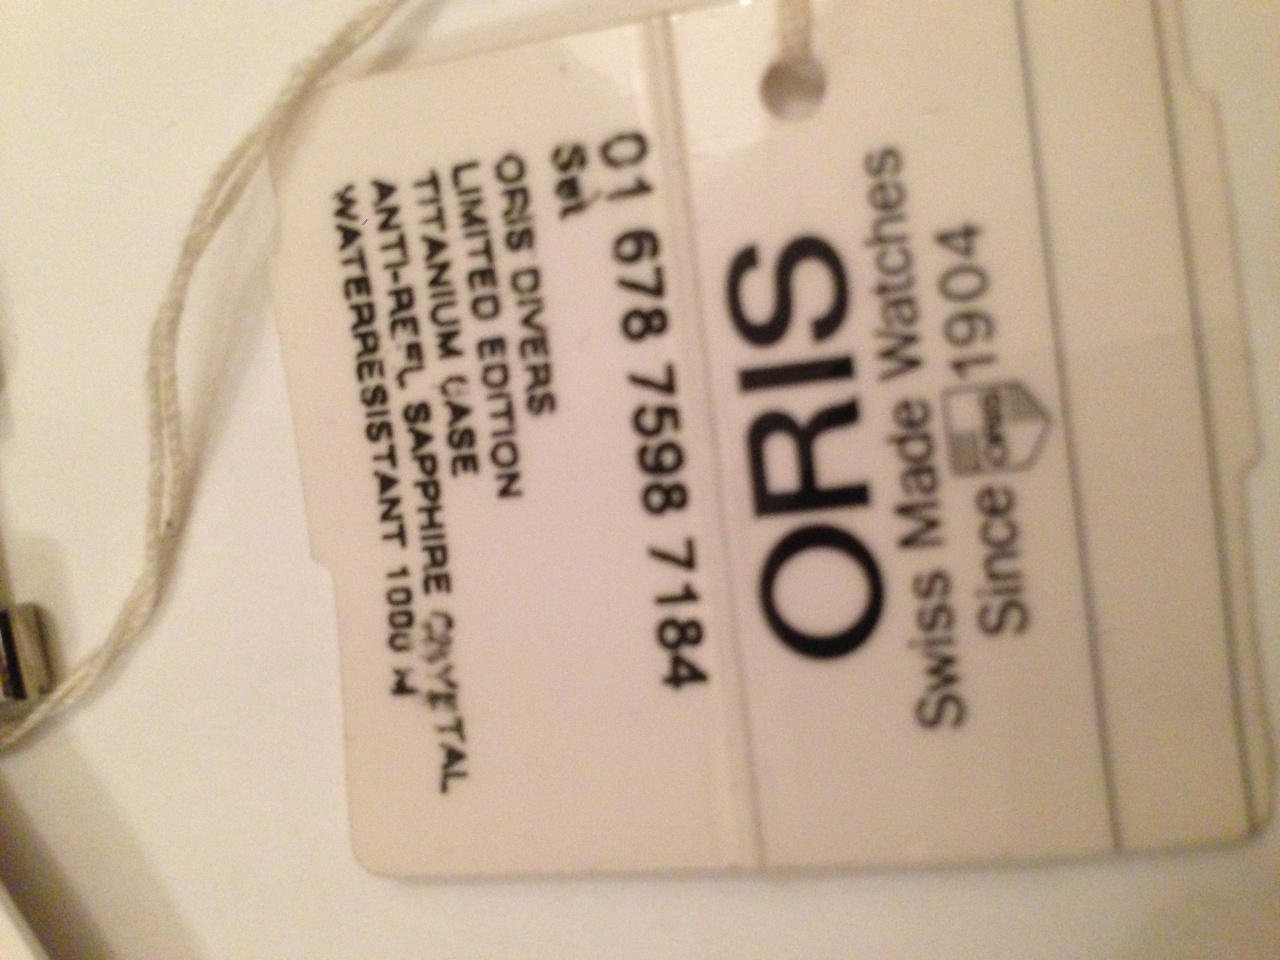 01 678 7598 7184
Set
ORIS DIVERS
LIMITED EDITION
TITANIUM CASE
ANTI-REFL SAPPHIRE CRYSTAL
WATERRESISTANT 1000 M
ORIS
Swiss Made Watches
Since ORIS 1904